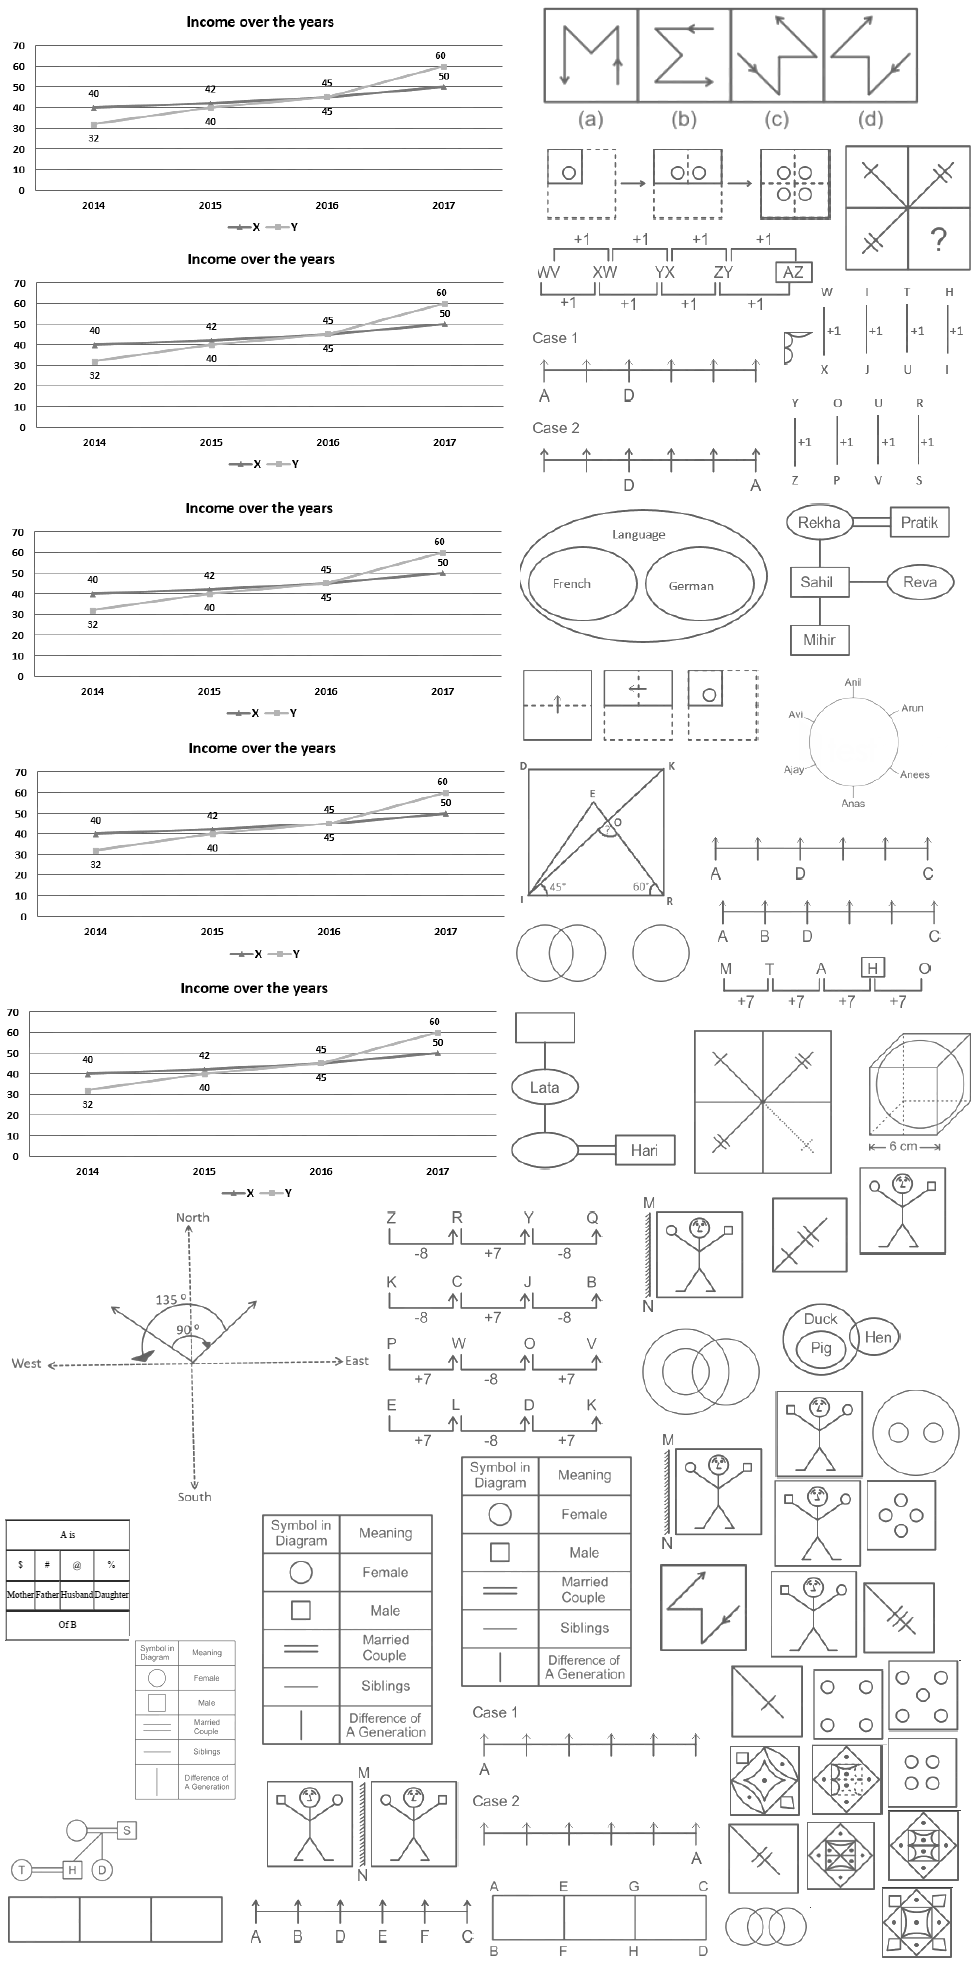 Income over the years
70
60
50
40
30
20
10
0
40
42
45
60
50
32
40
45
2014
2015
2016
2017
X
Y
Income over the years
70
60
50
40
30
20
10
0
40
42
45
60
50
32
40
45
2014
2015
2016
2017
X
Y
Income over the years
70
60
50
40
30
20
10
0
40
42
45
60
50
32
40
45
2014
2015
2016
2017
X
Y
Income over the years
70
60
50
40
30
20
10
0
40
42
45
60
50
32
40
45
2014
2015
2016
2017
X
Y
Income over the years
70
60
50
40
30
20
10
0
40
42
45
60
50
32
40
45
2014
2015
2016
2017
X
Y
(a) (b) (c) (d)
?
+1 +1 +1 +1
WV XW YX ZY AZ
+1 +1 +1 +1
W I T H
+1 +1 +1 +1
X J U I
Case 1
A D
Case 2
D A
Y O U R
+1 +1 +1 +1
Z P V S
Language
French
German
Rekha
Pratik
Sahil
Reva
Mihir
Anil
Arun
Avi
Ajay
Anees
Anas
D K
E
O
?
45°
60°
I R
A D C
A B D C
M T A H O
+7 +7 +7 +7
Lata
Hari
6 cm
North
135 °
90 °
West
East
South
Z R Y Q
-8 +7 -8
K C J B
-8 +7 -8
P W O V
+7 -8 +7
E L D K
+7 -8 +7
M
N
Duck
Pig
Hen
M
N
Symbol in
Diagram
Meaning
Female
Male
Married
Couple
Siblings
Difference of
A Generation
Symbol in
Diagram
Meaning
Female
Male
Married
Couple
Siblings
Difference of
A Generation
A is
$ # @ %
Mother Father Husband Daughter
Of B
Symbol in
Diagram
Meaning
Female
Male
Married
Couple
Siblings
Difference of
A Generation
Case 1
A
Case 2
A
M
N
S
T
H
D
A B D E F C
A E G C
B F H D